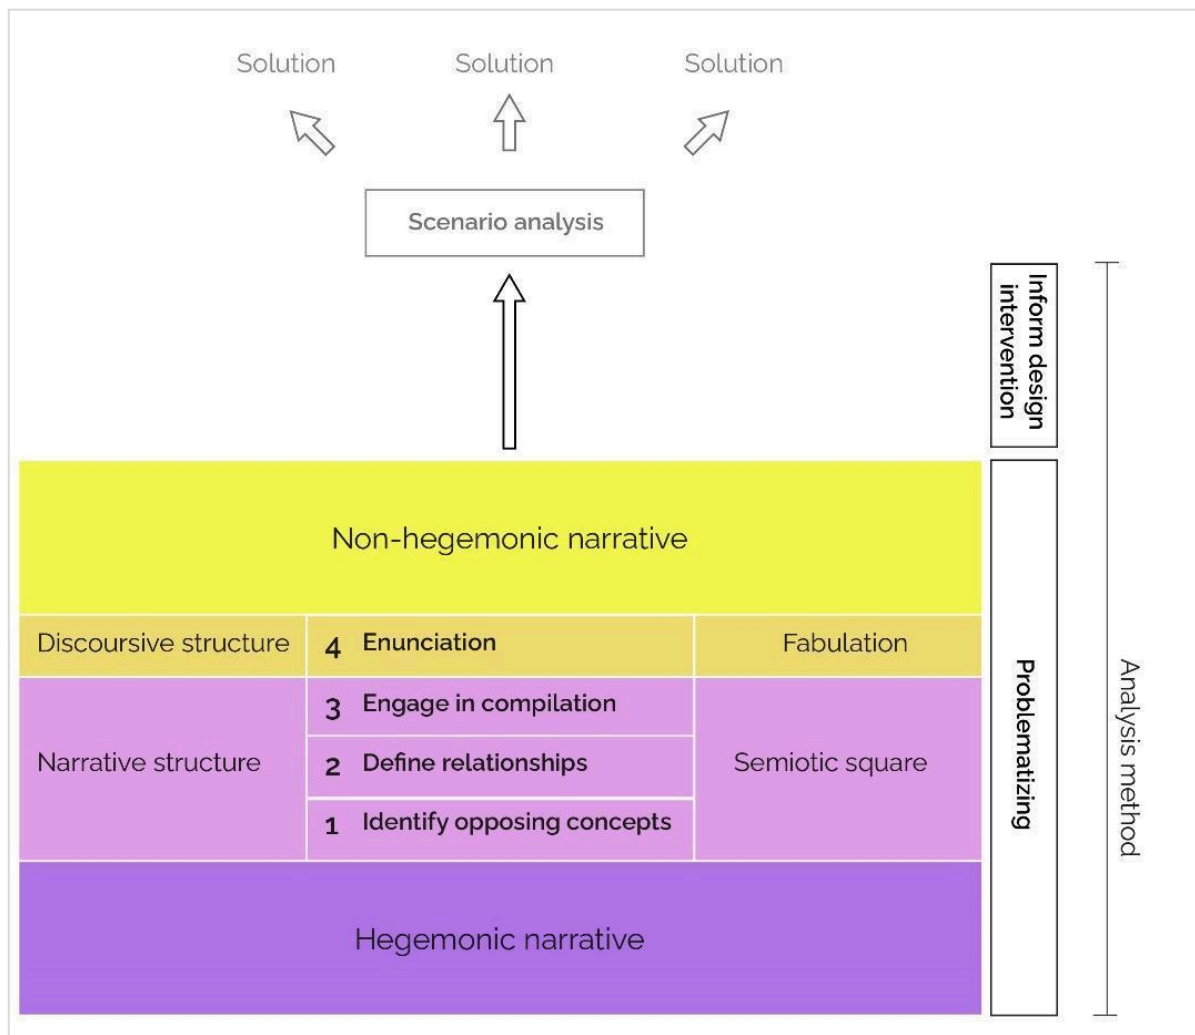 Solution
Solution
Solution
Scenario analysis
Inform design
intervention
Non-hegemonic narrative
Discoursive structure
4 Enunciation
Fabulation
3 Engage in compilation
Narrative structure
2 Define relationships
Semiotic square
1 Identify opposing concepts
Hegemonic narrative
Problematizing
Analysis method